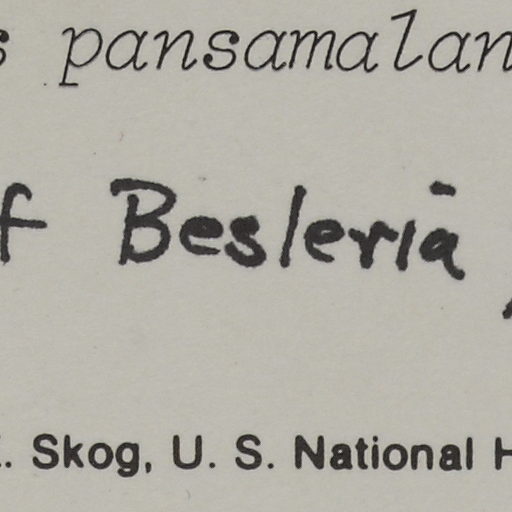 s pansamalan
f Besleria
. Skog, U. S. National H